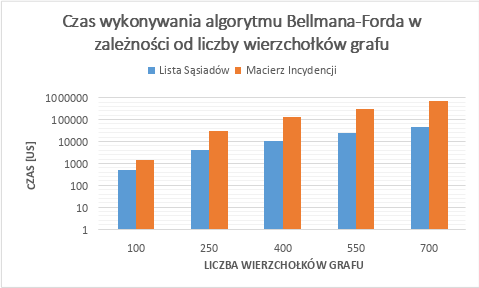 Czas wykonywania algorytmu Bellmana-Forda w
zależności od liczby wierzchołków grafu
Lista Sąsiadów
Macierz Incydencji
1000000
100000
10000
1000
100
10
1
CZAS [US]
100
250
400
550
700
LICZBA WIERZCHOŁKÓW GRAFU